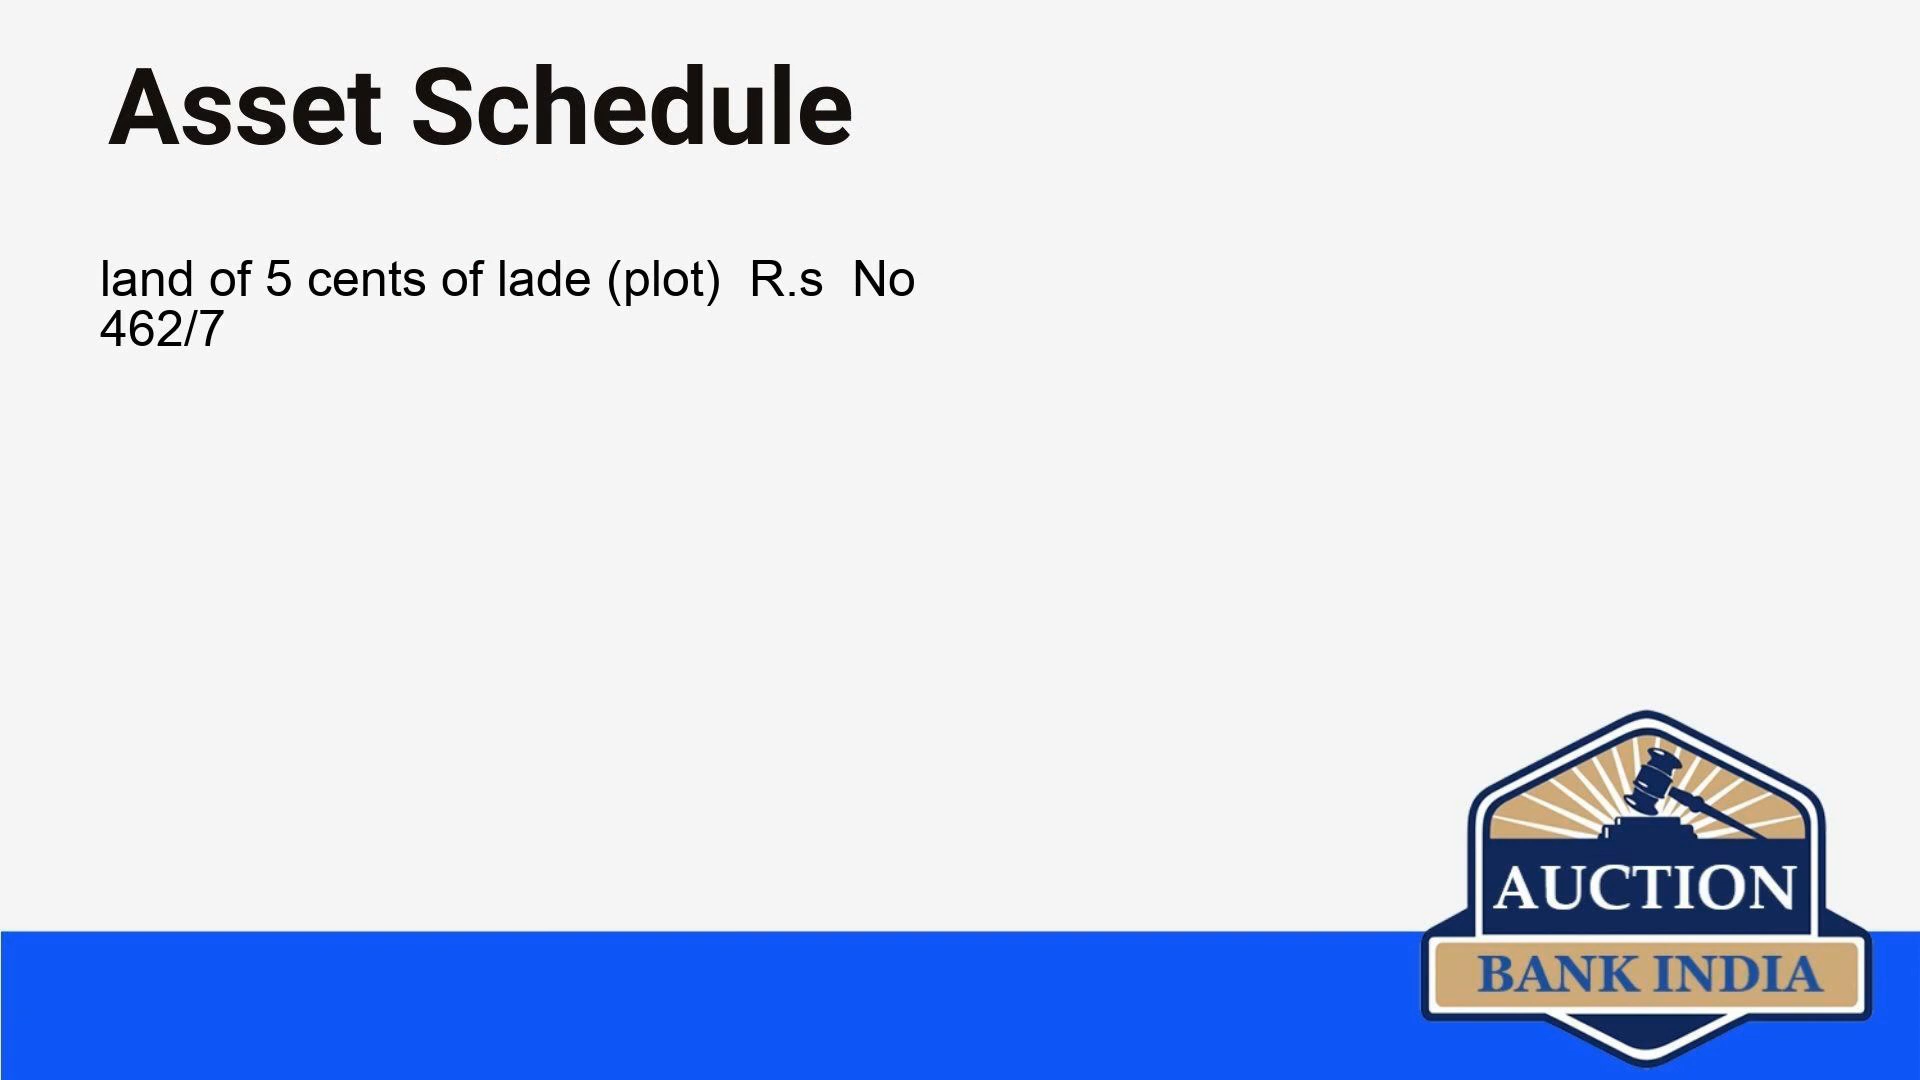 Asset Schedule
land of 5 cents of lade (plot)  R.s  No
462/7
AUCTION
BANK INDIA